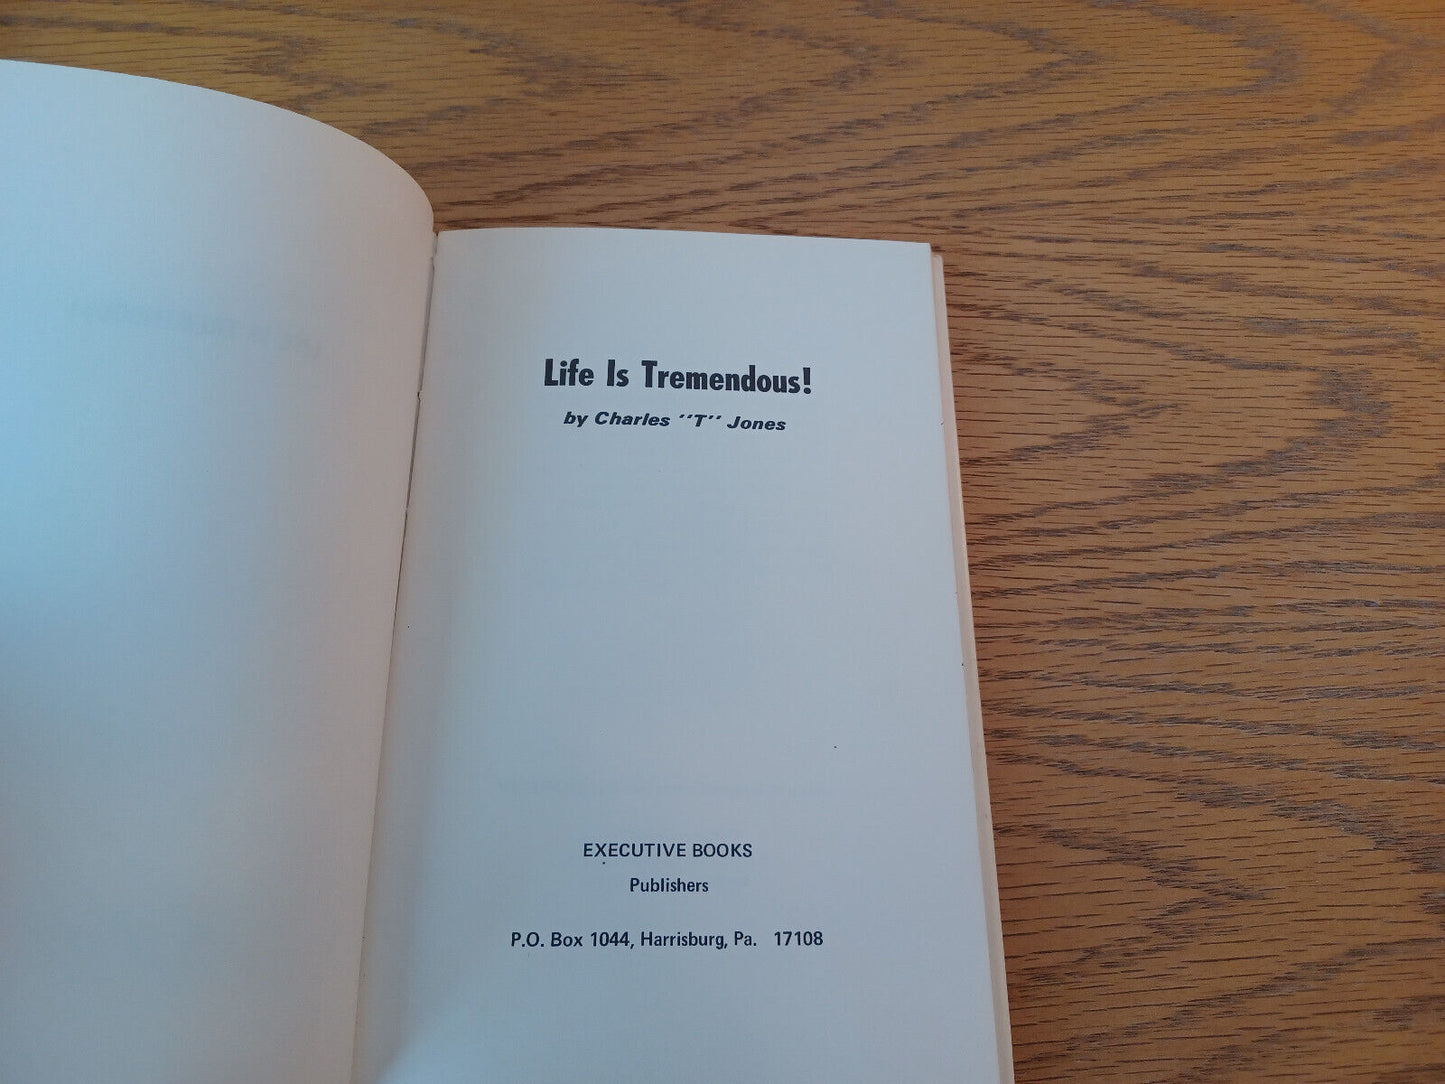 Life Is Tremendous!
by Charles "T" Jones
EXECUTIVE BOOKS
Publishers
P.O. Box 1044, Harrisburg, Pa. 17108